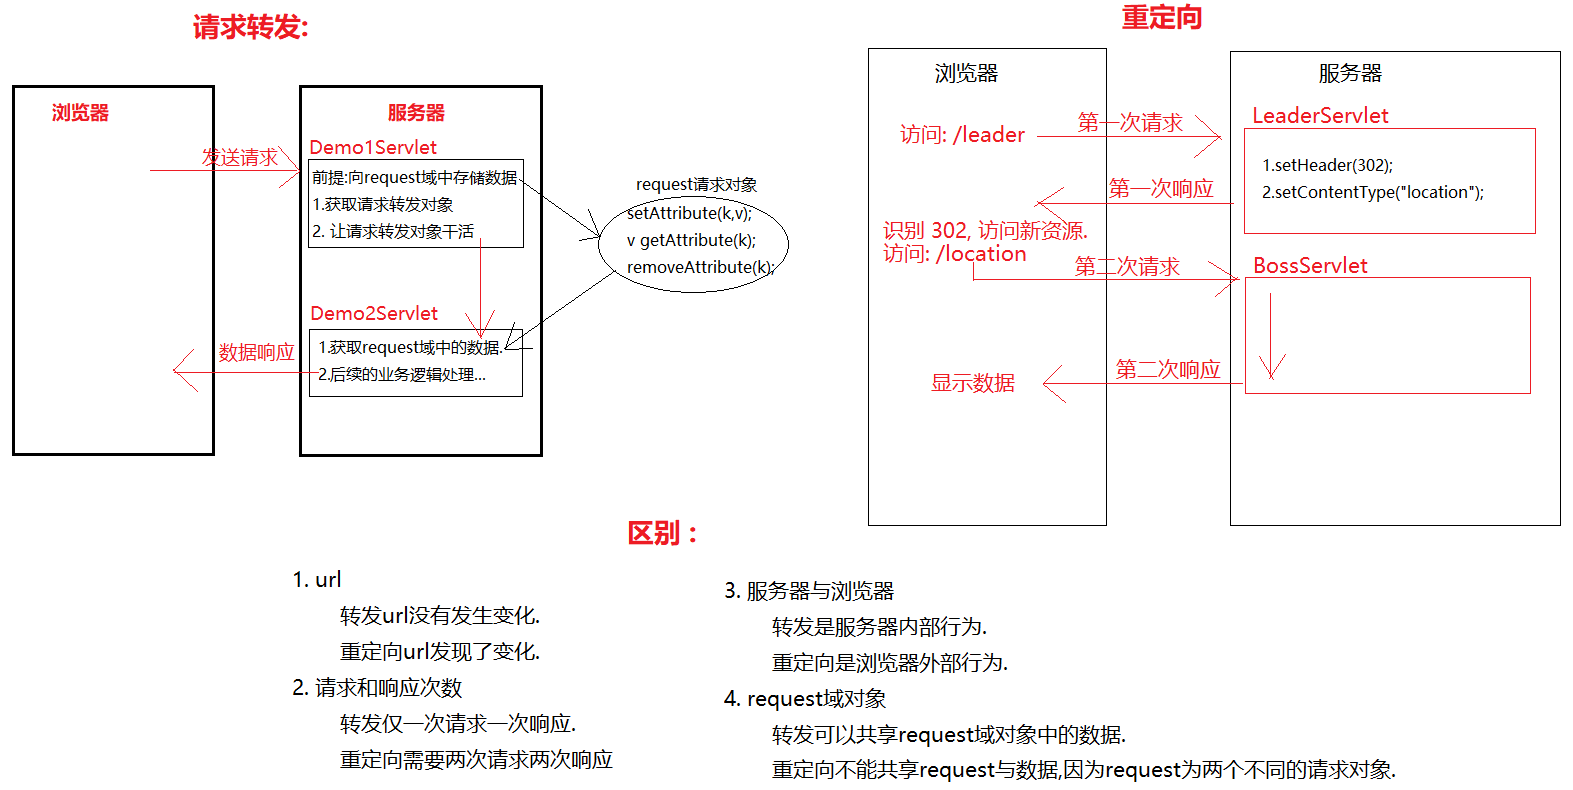 请求转发:
浏览器
服务器
发送请求
Demo1Servlet
前提:向request域中存储数据
1.获取请求转发对象
2. 让请求转发对象干活
request请求对象
setAttribute(k,v);
v getAttribute(k);
removeAttribute(k);
Demo2Servlet
1.获取request域中的数据.
2.后续的业务逻辑处理...
数据响应
重定向
浏览器
服务器
访问: /leader
第一次请求
LeaderServlet
1.setHeader(302);
2.setContentType("location");
第一次响应
识别 302, 访问新资源.
访问: /location
第二次请求
BossServlet
第二次响应
显示数据
区别：
1. url
转发url没有发生变化.
重定向url发现了变化.
2. 请求和响应次数
转发仅一次请求一次响应.
重定向需要两次请求两次响应
3. 服务器与浏览器
转发是服务器内部行为.
重定向是浏览器外部行为.
4. request域对象
转发可以共享request域对象中的数据.
重定向不能共享request与数据,因为request为两个不同的请求对象.